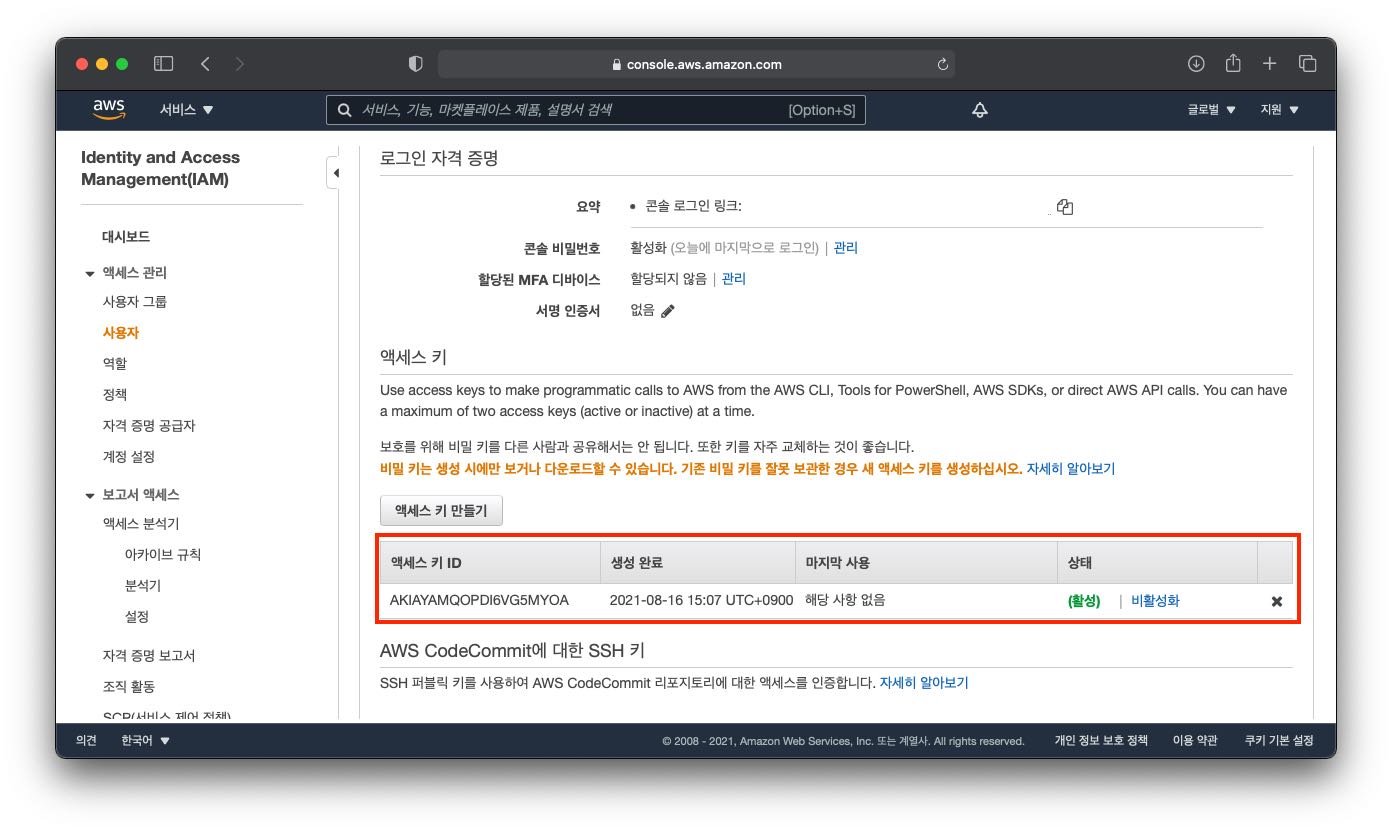 console.aws.amazon.com
aws
서비스
서비스, 기능, 마켓플레이스 제품, 설명서 검색
[Option+S]
글로벌
지원
Identity and Access
Management(IAM)
대시보드
액세스 관리
사용자 그룹
사용자
역할
정책
자격 증명 공급자
계정 설정
보고서 액세스
액세스 분석기
아카이브 규칙
분석기
설정
자격 증명 보고서
조직 활동
SCP(서비스 제어 정책)
로그인 자격 증명
요약
• 콘솔 로그인 링크:
콘솔 비밀번호
활성화 (오늘에 마지막으로 로그인) | 관리
할당된 MFA 디바이스
할당되지 않음 | 관리
서명 인증서
없음
액세스 키
Use access keys to make programmatic calls to AWS from the AWS CLI, Tools for PowerShell, AWS SDKs, or direct AWS API calls. You can have
a maximum of two access keys (active or inactive) at a time.
보호를 위해 비밀 키를 다른 사람과 공유해서는 안 됩니다. 또한 키를 자주 교체하는 것이 좋습니다.
비밀 키는 생성 시에만 보거나 다운로드할 수 있습니다. 기존 비밀 키를 잘못 보관한 경우 새 액세스 키를 생성하십시오. 자세히 알아보기
액세스 키 만들기
액세스 키 ID 생성 완료 마지막 사용 상태
AKIAYAMQOPDI6VG5MYOA 2021-08-16 15:07 UTC+0900 해당 사항 없음 (활성) | 비활성화
AWS CodeCommit에 대한 SSH 키
SSH 퍼블릭 키를 사용하여 AWS CodeCommit 리포지토리에 대한 액세스를 인증합니다. 자세히 알아보기
의견
한국어
© 2008 - 2021, Amazon Web Services, Inc. 또는 계열사. All rights reserved.
개인 정보 보호 정책
이용 약관
쿠키 기본 설정